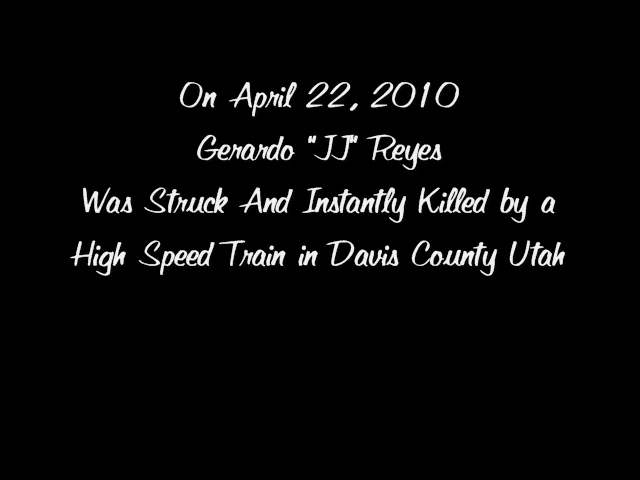 On April 22, 2010
Gerardo "JJ" Reyes
Was Struck And Instantly Killed by a
High Speed Train in Davis County Utah